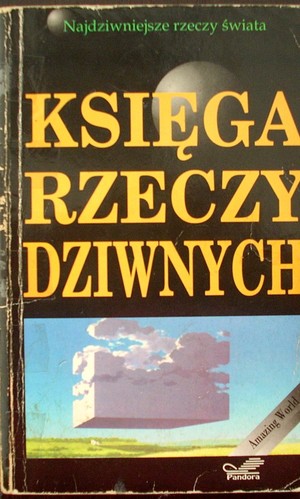 Najdziwniejsze rzeczy świata
KSIĘGA
RZECZY
DZIWNYCH
Amazing World
Pandora